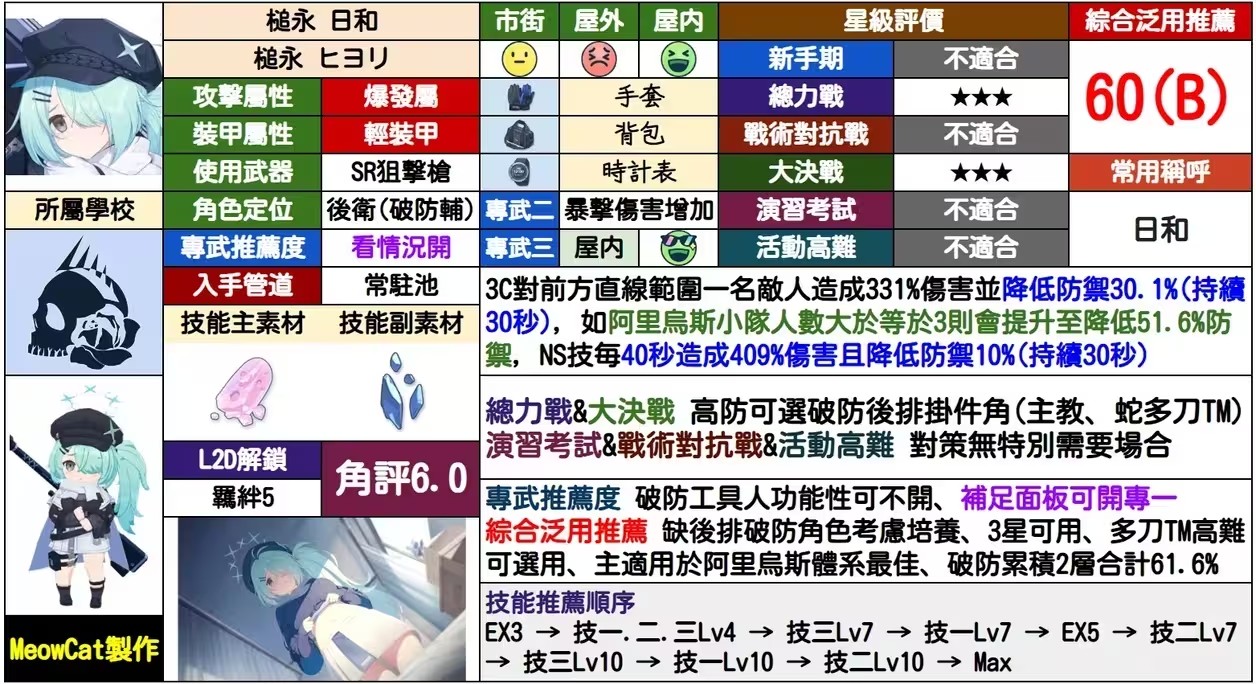 槌永 日和
槌永 ヒヨリ
攻擊屬性 爆發屬
裝甲屬性 輕裝甲
使用武器 SR狙擊槍
所屬學校
角色定位 後衛(破防輔)
專武推薦度 看情況開
入手管道 常駐池
技能主素材 技能副素材
L2D解鎖
羈絆5
角評6.0
MeowCat製作
市街 屋外 屋内
手套
背包
時計表
專武二 暴擊傷害增加
專武三 屋内
星級評價
新手期 不適合
總力戰 ★★★
戰術對抗戰 不適合
大決戰 ★★★
演習考試 不適合
活動高難 不適合
綜合泛用推薦
60(B)
常用稱呼
日和
3C對前方直線範圍一名敵人造成331%傷害並降低防禦30.1%(持續
30秒), 如阿里烏斯小隊人數大於等於3則會提升至降低51.6%防
禦, NS技每40秒造成409%傷害且降低防禦10%(持續30秒)
總力戰&大決戰 高防可選破防後排掛件角(主教、蛇多刀TM)
演習考試&戰術對抗戰&活動高難 對策無特別需要場合
專武推薦度 破防工具人功能性可不開、補足面板可開專一
綜合泛用推薦 缺後排破防角色考慮培養、3星可用、多刀TM高難
可選用、主適用於阿里烏斯體系最佳、破防累積2層合計61.6%
技能推薦順序
EX3 → 技一.二.三Lv4 → 技三Lv7 → 技一Lv7 → EX5 → 技二Lv7
→ 技三Lv10 → 技一Lv10 → 技二Lv10 → Max